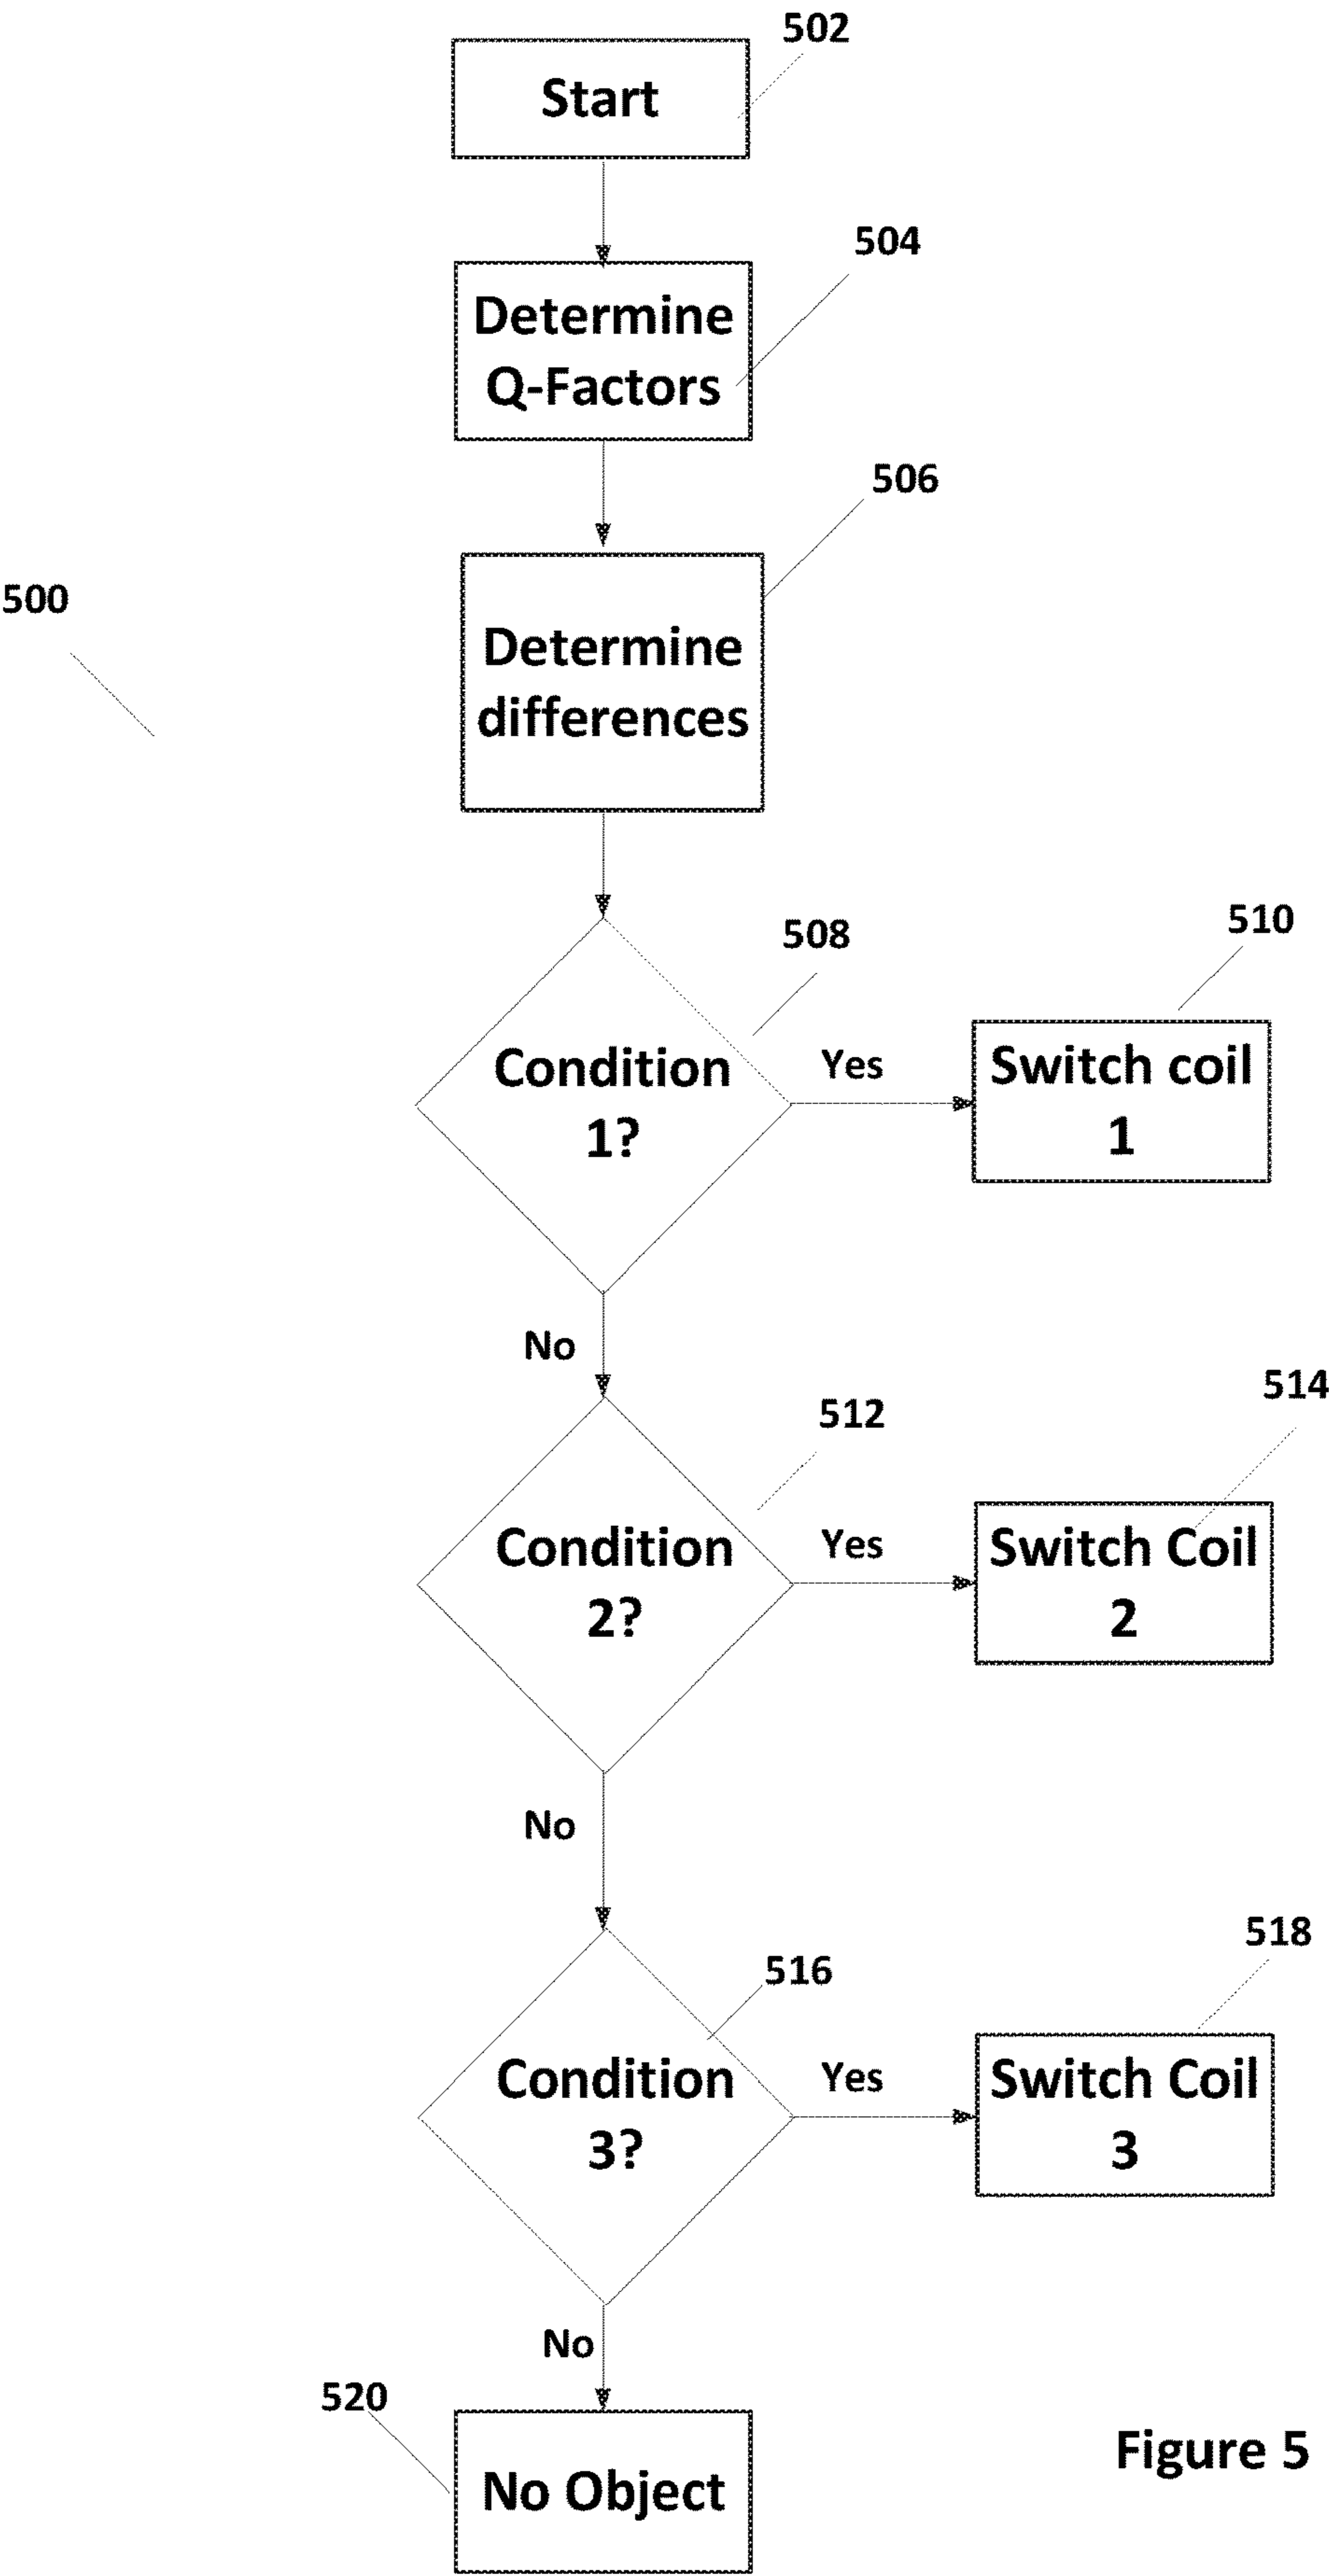 502
Start
504
Determine
Q-Factors
506
500
Determine
differences
508
510
Condition
1?
Yes
Switch coil
1
No
512
514
Condition
2?
Yes
Switch Coil
2
No
516
518
Condition
3?
Yes
Switch Coil
3
No
520
No Object
Figure 5